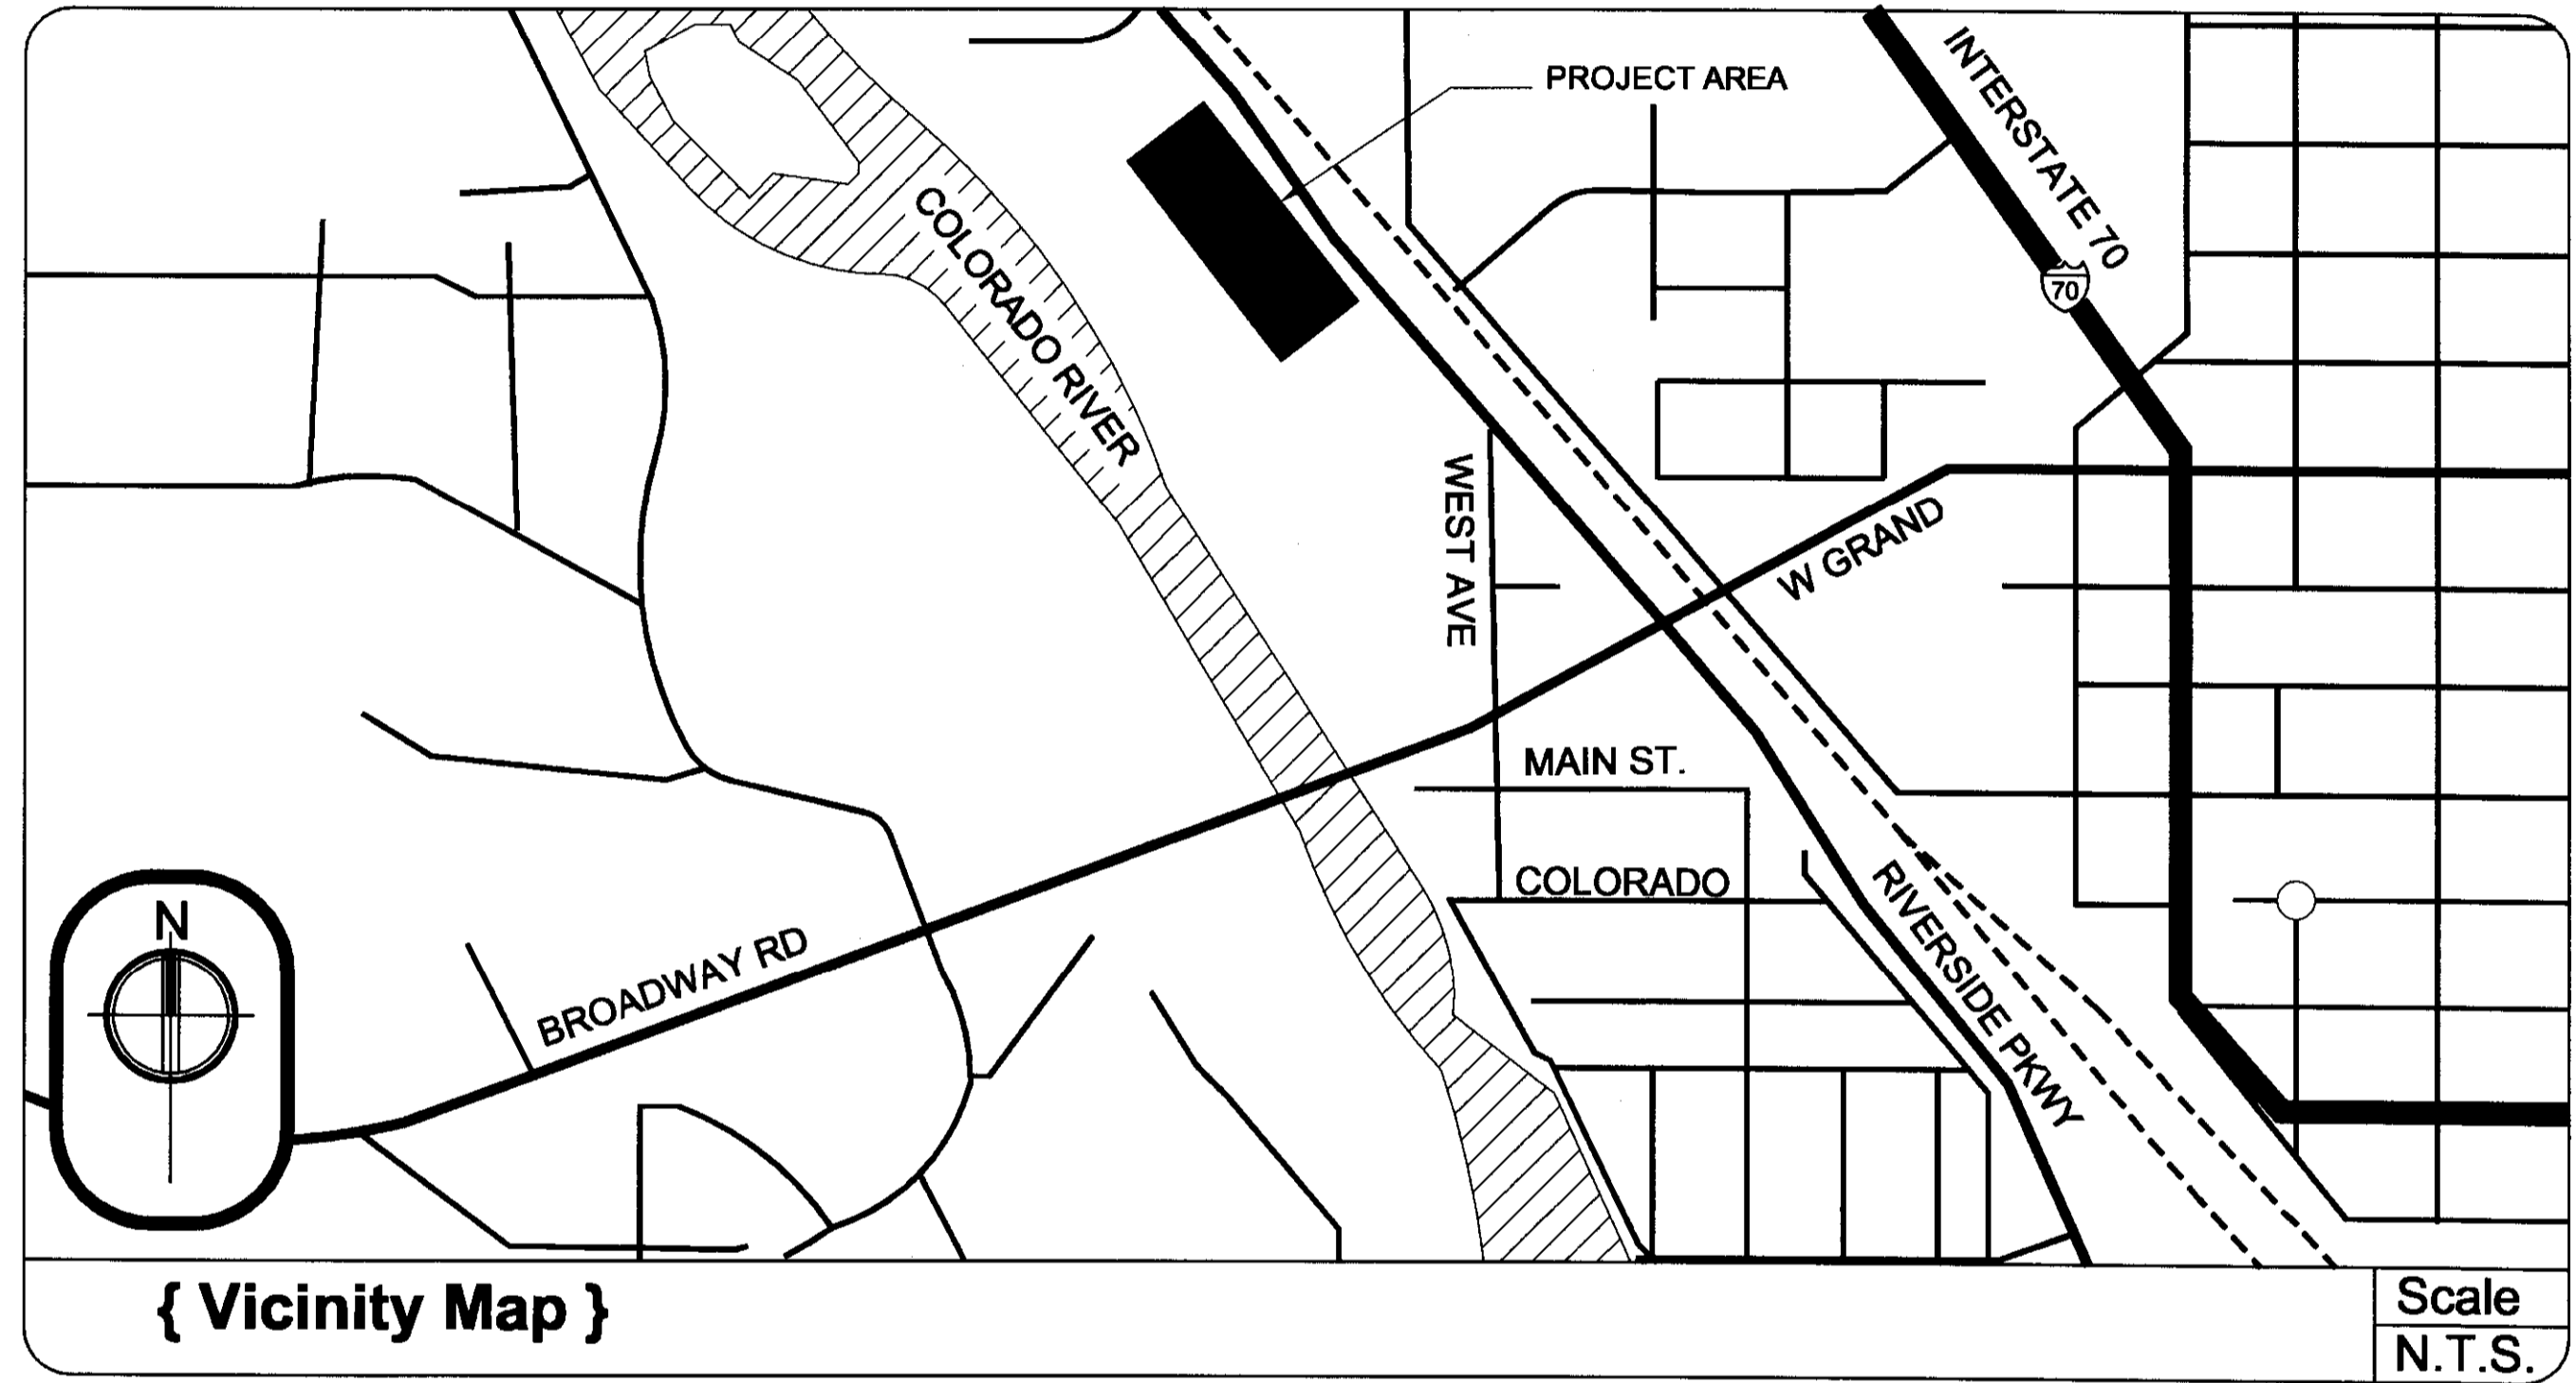 PROJECT AREA
INTERSTATE 70
70
COLORADO RIVER
WEST AVE
W GRAND
MAIN ST.
COLORADO
RIVERSIDE PKWY
N
BROADWAY RD
{ Vicinity Map }
Scale
N.T.S.